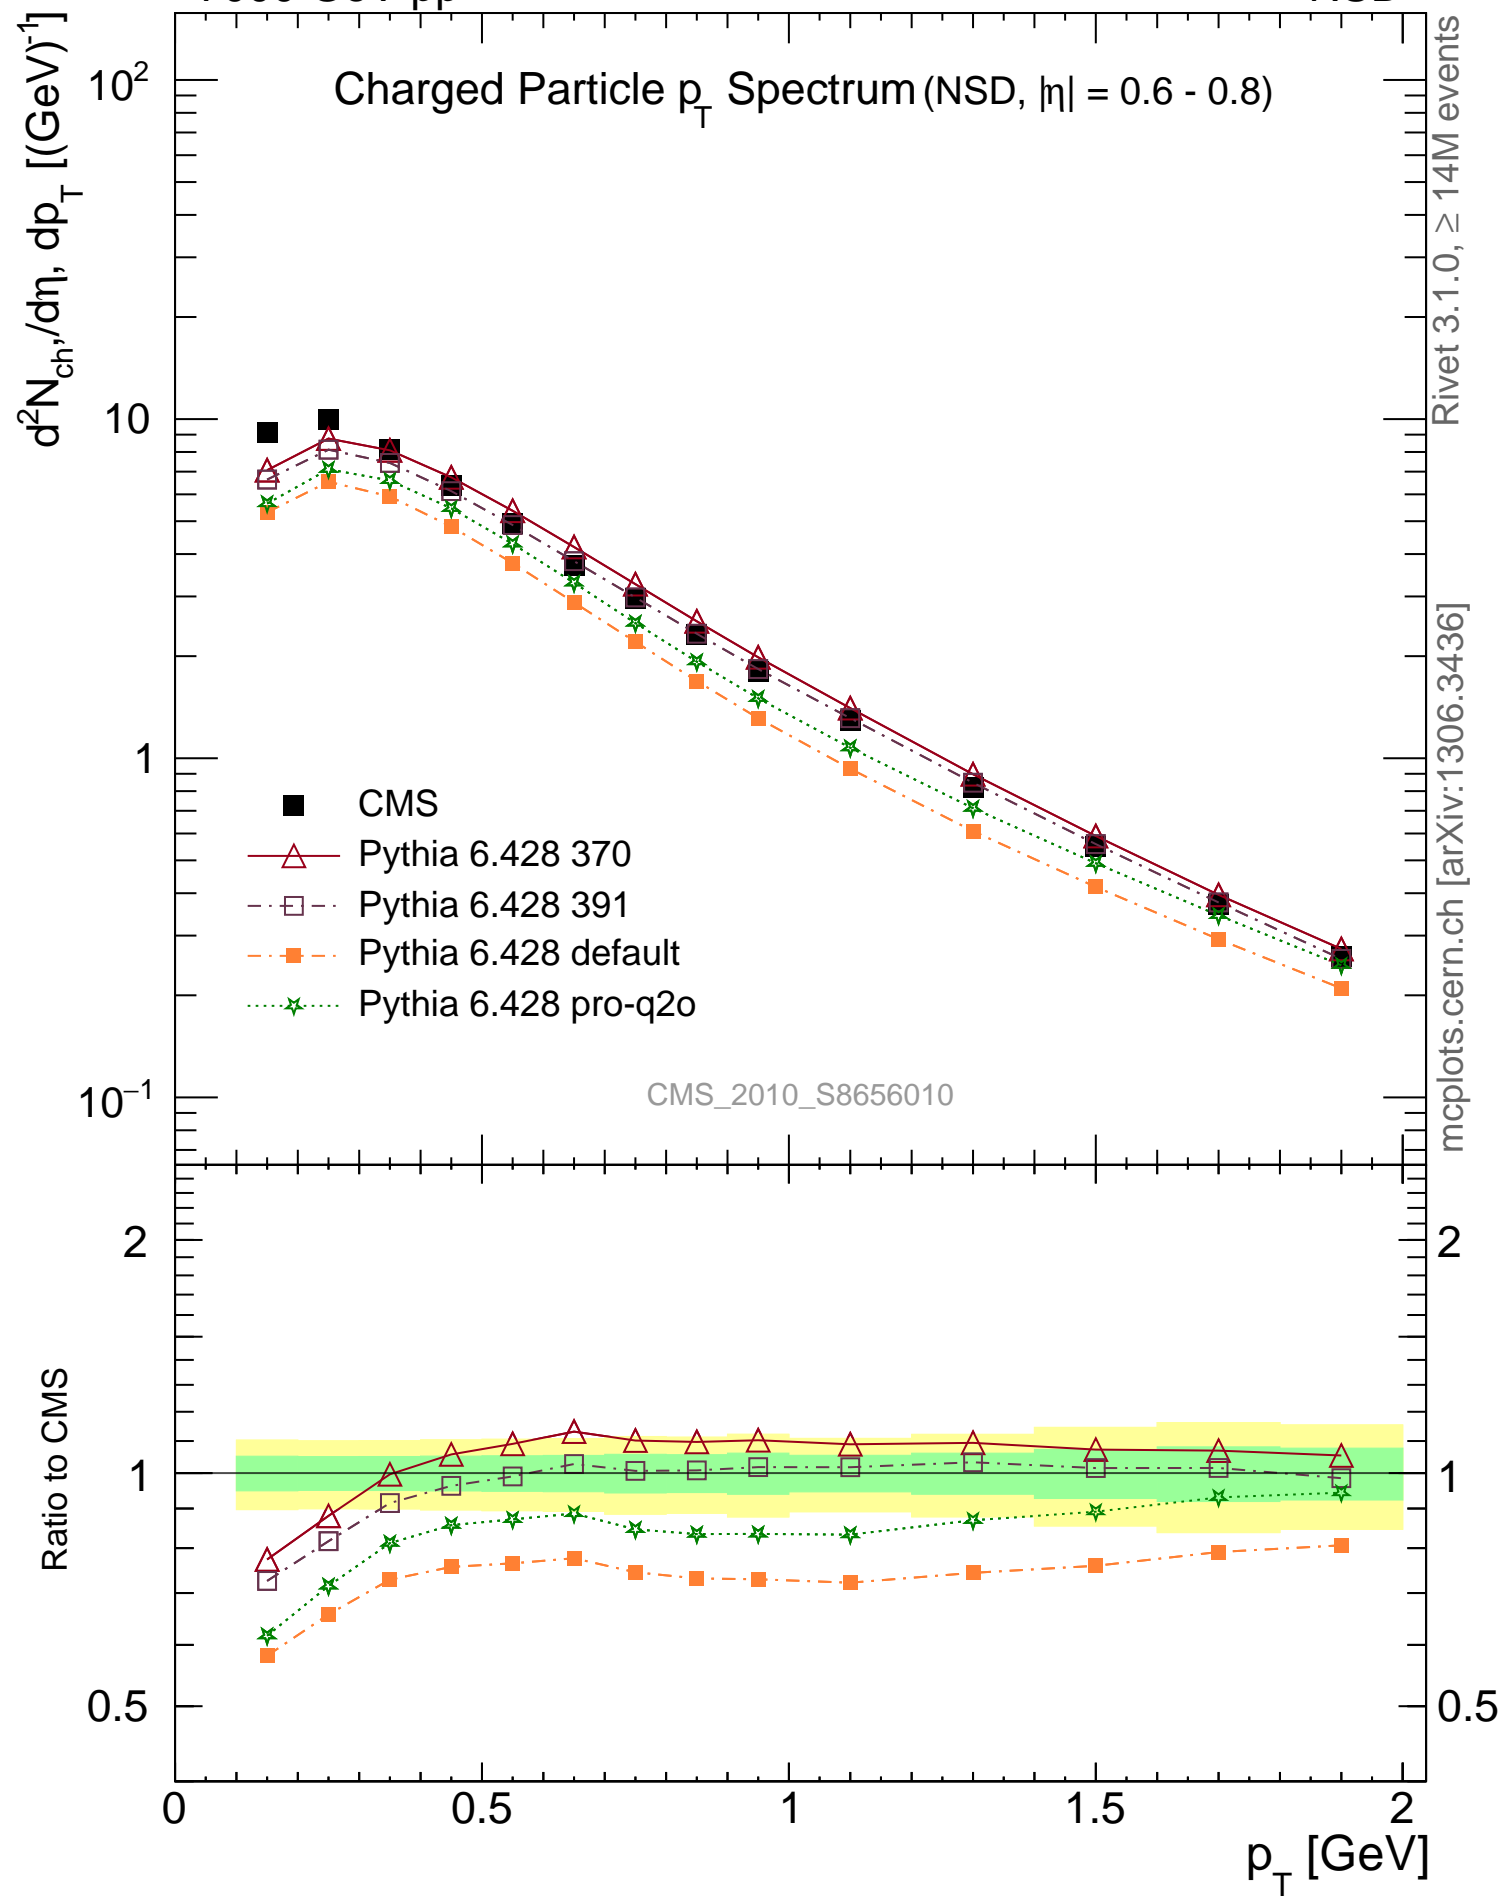 d²N_ch,/dη, dp_T [(GeV)⁻¹]
Charged Particle p_T Spectrum (NSD, |η| = 0.6 - 0.8)
10²
10
1
10⁻¹
CMS
Pythia 6.428 370
Pythia 6.428 391
Pythia 6.428 default
Pythia 6.428 pro-q2o
CMS_2010_S8656010
Rivet 3.1.0, ≥ 14M events
mcplots.cern.ch [arXiv:1306.3436]
Ratio to CMS
2
1
0.5
2
1
0.5
0 0.5 1 1.5 2
p_T [GeV]